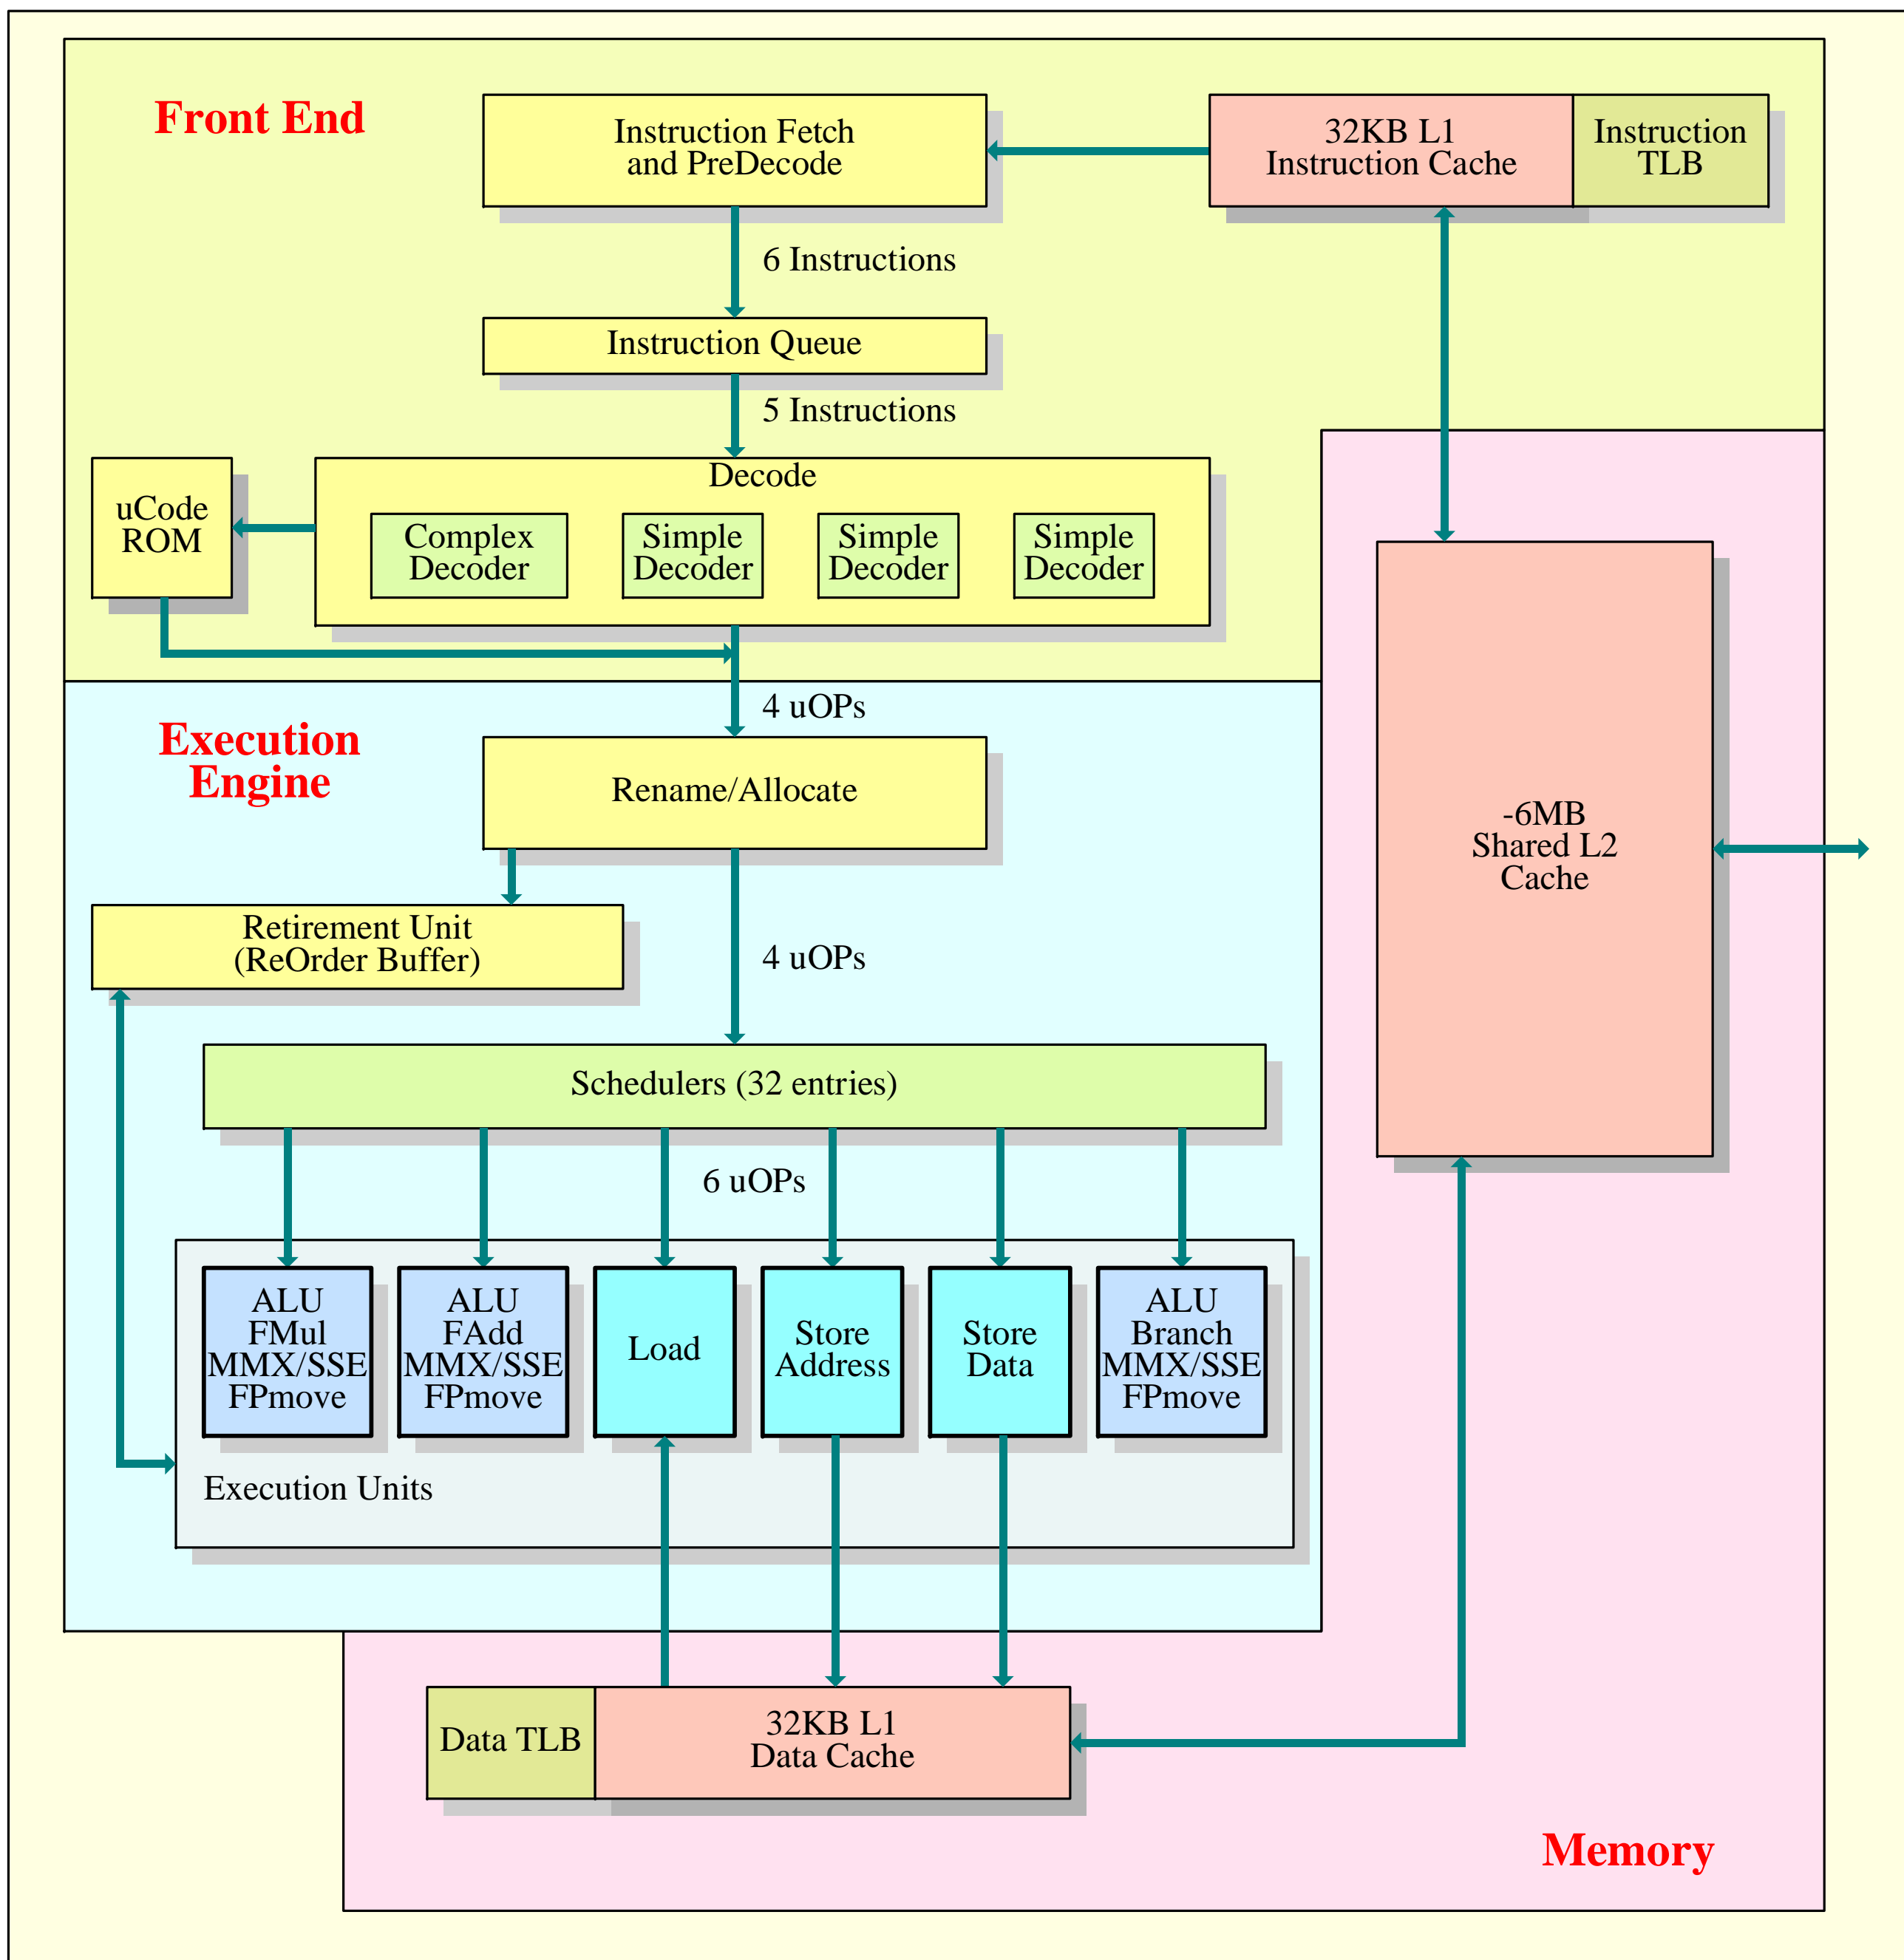 Front End
Instruction Fetch
and PreDecode
32KB L1
Instruction Cache
Instruction
TLB
6 Instructions
Instruction Queue
5 Instructions
uCode
ROM
Decode
Complex
Decoder
Simple
Decoder
Simple
Decoder
Simple
Decoder
4 uOPs
Execution
Engine
Rename/Allocate
-6MB
Shared L2
Cache
Retirement Unit
(ReOrder Buffer)
4 uOPs
Schedulers (32 entries)
6 uOPs
ALU
FMul
MMX/SSE
FPmove
ALU
FAdd
MMX/SSE
FPmove
Load
Store
Address
Store
Data
ALU
Branch
MMX/SSE
FPmove
Execution Units
Data TLB
32KB L1
Data Cache
Memory